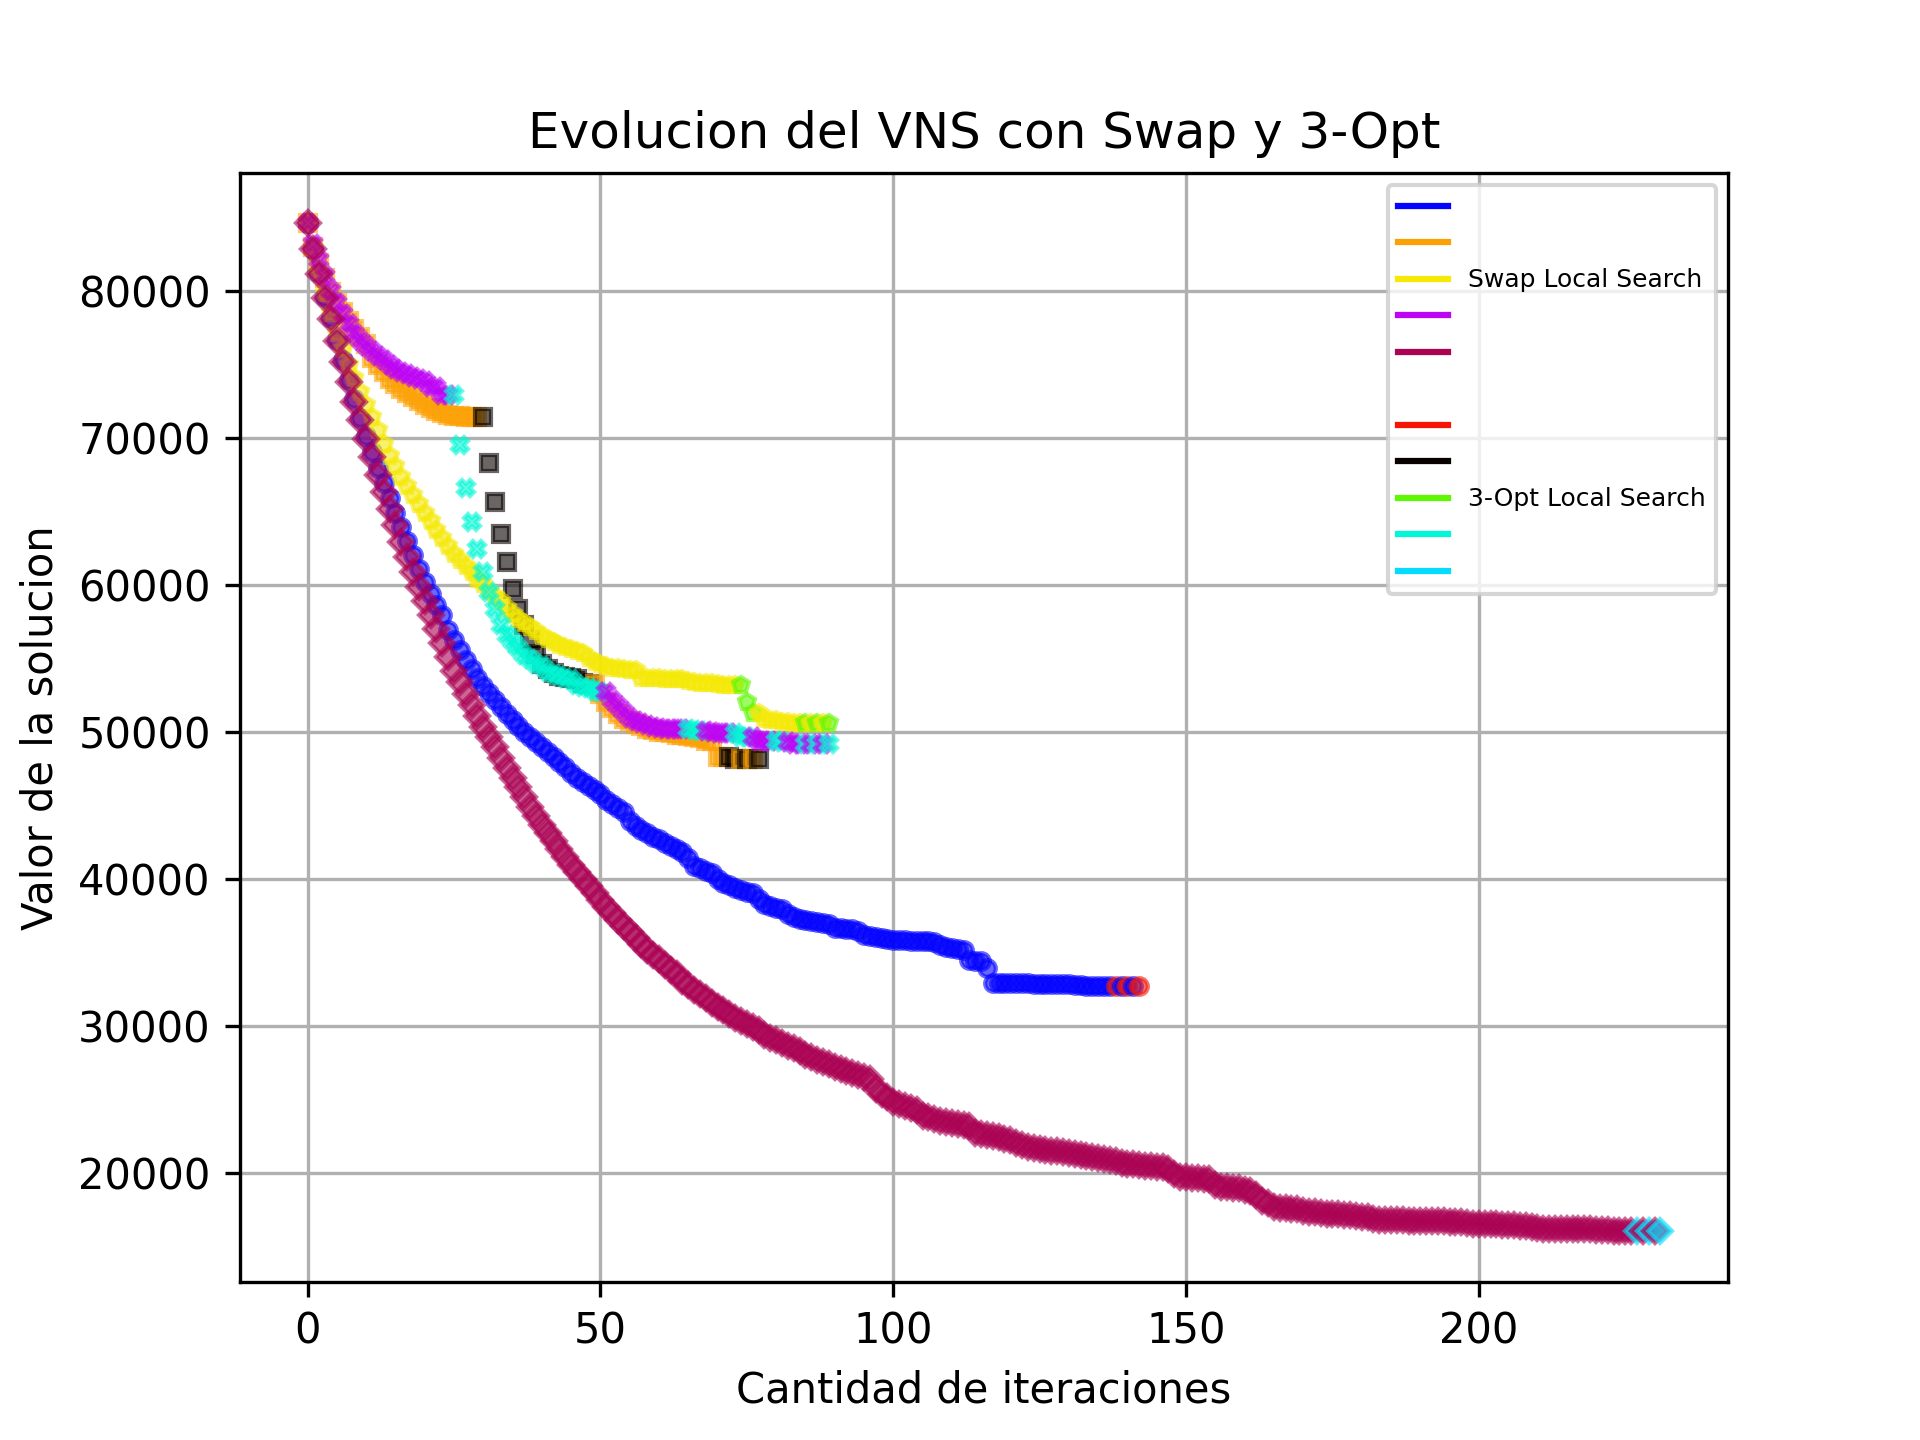 Evolucion del VNS con Swap y 3-Opt
Swap Local Search
3-Opt Local Search
Valor de la solucion
80000
70000
60000
50000
40000
30000
20000
0 50 100 150 200
Cantidad de iteraciones